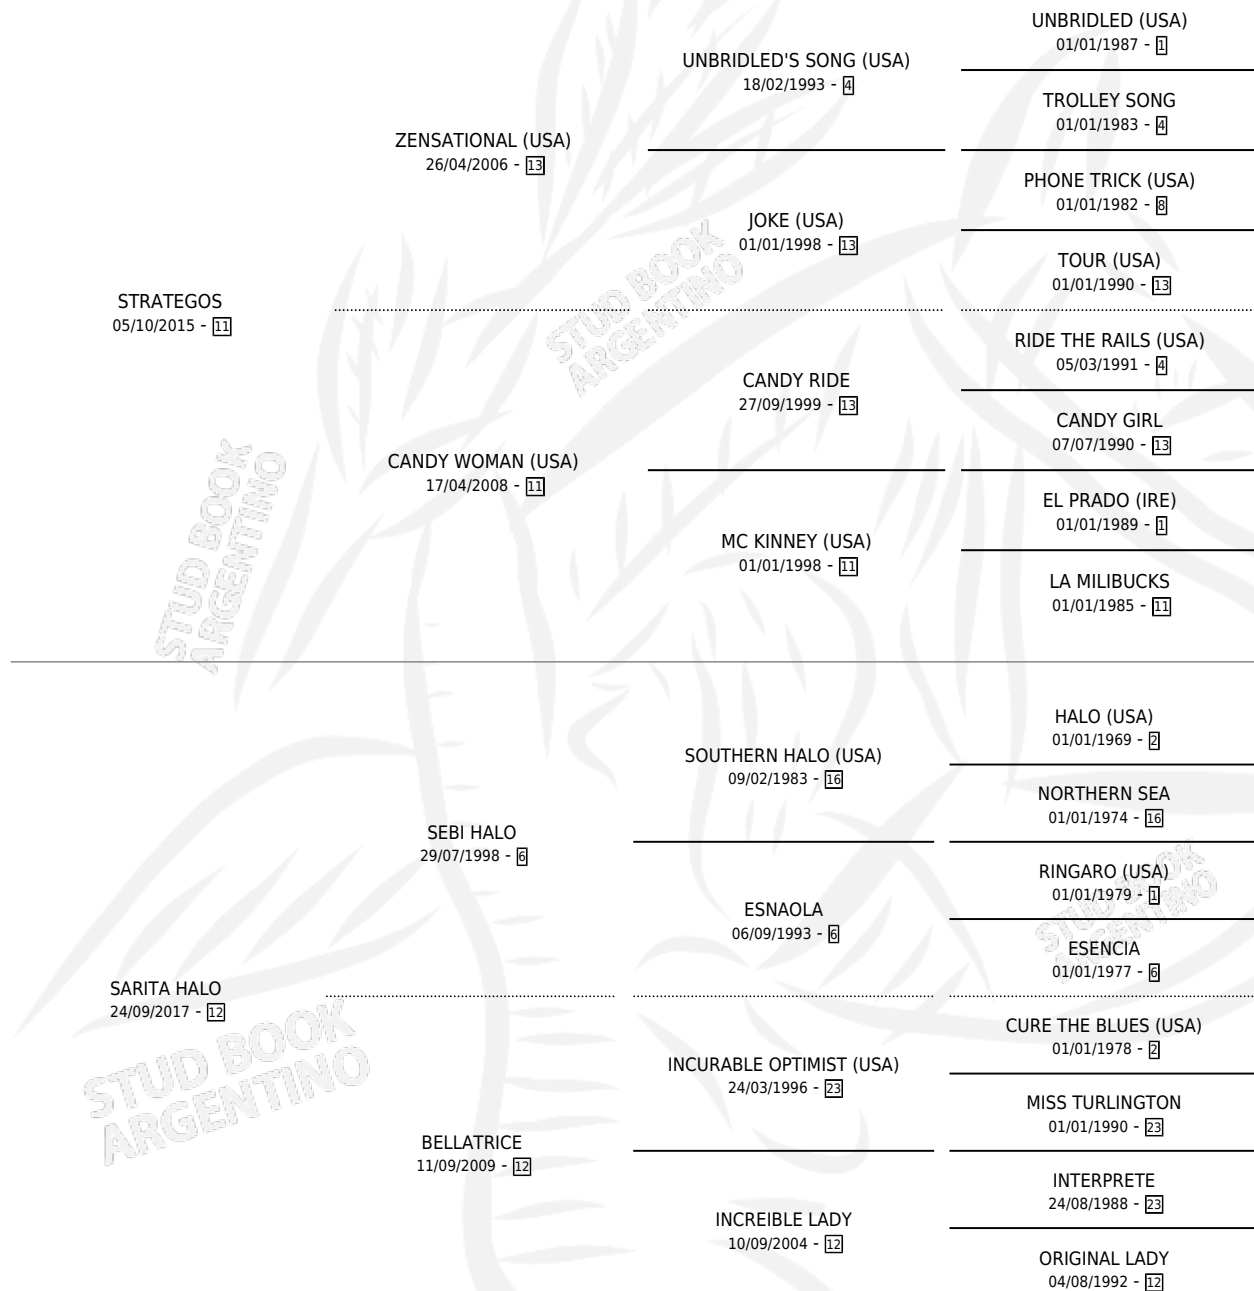 UNBRIDLED (USA)
01/01/1987 - 1
UNBRIDLED'S SONG (USA)
18/02/1993 - 4
TROLLEY SONG
01/01/1983 - 4
ZENSATIONAL (USA)
26/04/2006 - 13
PHONE TRICK (USA)
01/01/1982 - 8
JOKE (USA)
01/01/1998 - 13
TOUR (USA)
01/01/1990 - 13
STRATEGOS
05/10/2015 - 11
RIDE THE RAILS (USA)
05/03/1991 - 4
CANDY RIDE
27/09/1999 - 13
CANDY GIRL
07/07/1990 - 13
CANDY WOMAN (USA)
17/04/2008 - 11
EL PRADO (IRE)
01/01/1989 - 1
MC KINNEY (USA)
01/01/1998 - 11
LA MILIBUCKS
01/01/1985 - 11
HALO (USA)
01/01/1969 - 2
SOUTHERN HALO (USA)
09/02/1983 - 16
NORTHERN SEA
01/01/1974 - 16
SEBI HALO
29/07/1998 - 6
RINGARO (USA)
01/01/1979 - 1
ESNAOLA
06/09/1993 - 6
ESENCIA
01/01/1977 - 6
SARITA HALO
24/09/2017 - 12
CURE THE BLUES (USA)
01/01/1978 - 2
INCURABLE OPTIMIST (USA)
24/03/1996 - 23
MISS TURLINGTON
01/01/1990 - 23
BELLATRICE
11/09/2009 - 12
INTERPRETE
24/08/1988 - 23
INCREIBLE LADY
10/09/2004 - 12
ORIGINAL LADY
04/08/1992 - 12
STUD BOOK
ARGENTINO
STUD BOOK
ARGENTINO
STUD BOOK
ARGENTINO
STUD BOOK
ARGENTINO